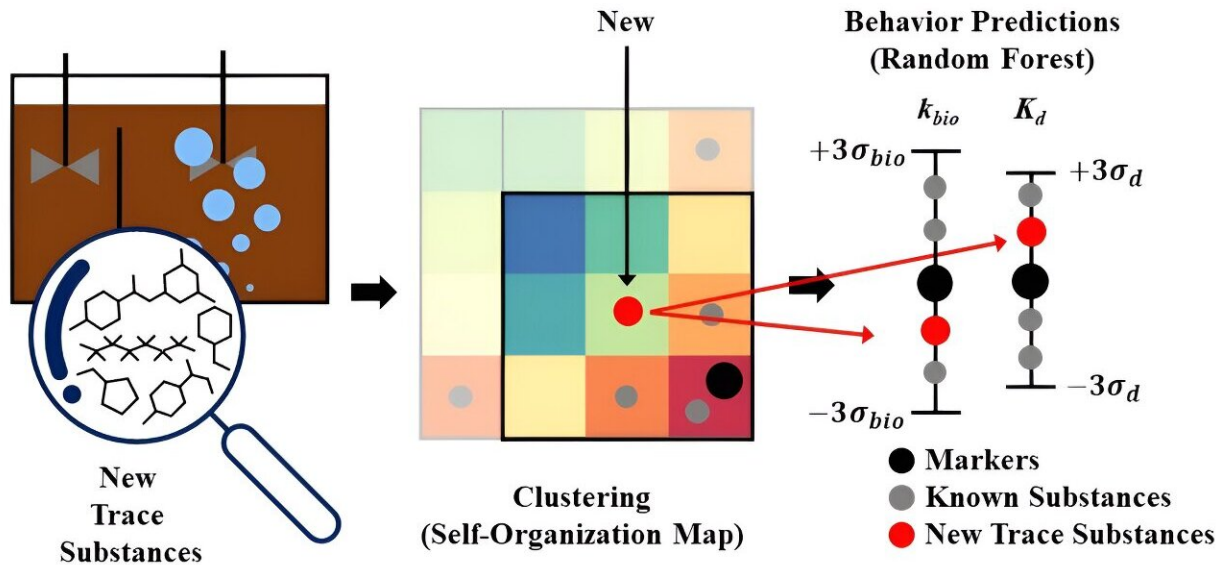 New
Trace
Substances
New
Clustering
(Self-Organization Map)
Behavior Predictions
(Random Forest)
k_bio
K_d
+3σ_bio
+3σ_d
−3σ_bio
−3σ_d
Markers
Known Substances
New Trace Substances